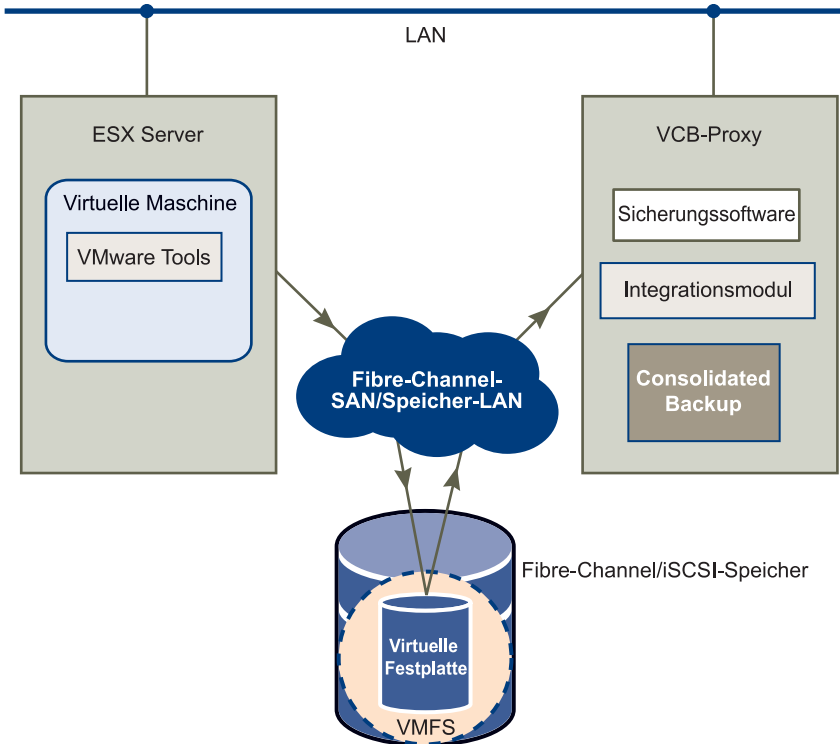 LAN
ESX Server
Virtuelle Maschine
VMware Tools
VCB-Proxy
Sicherungssoftware
Integrationsmodul
Consolidated
Backup
Fibre-Channel-
SAN/Speicher-LAN
Fibre-Channel/iSCSI-Speicher
Virtuelle
Festplatte
VMFS